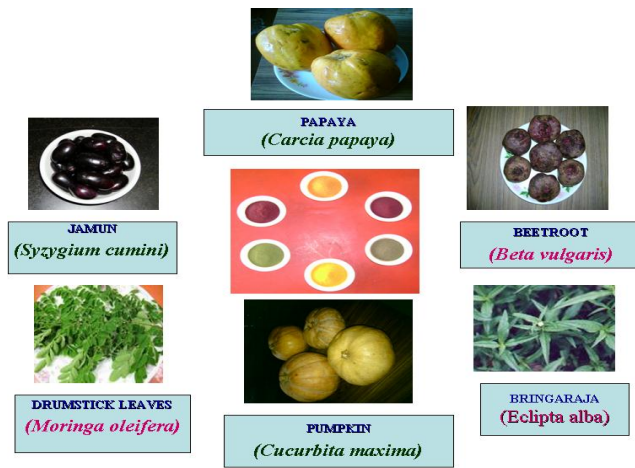 PAPAYA
(Carcia papaya)
JAMUN
(Syzygium cumini)
BEETROOT
(Beta vulgaris)
DRUMSTICK LEAVES
(Moringa oleifera)
PUMPKIN
(Cucurbita maxima)
BRINGARAJA
(Eclipta alba)